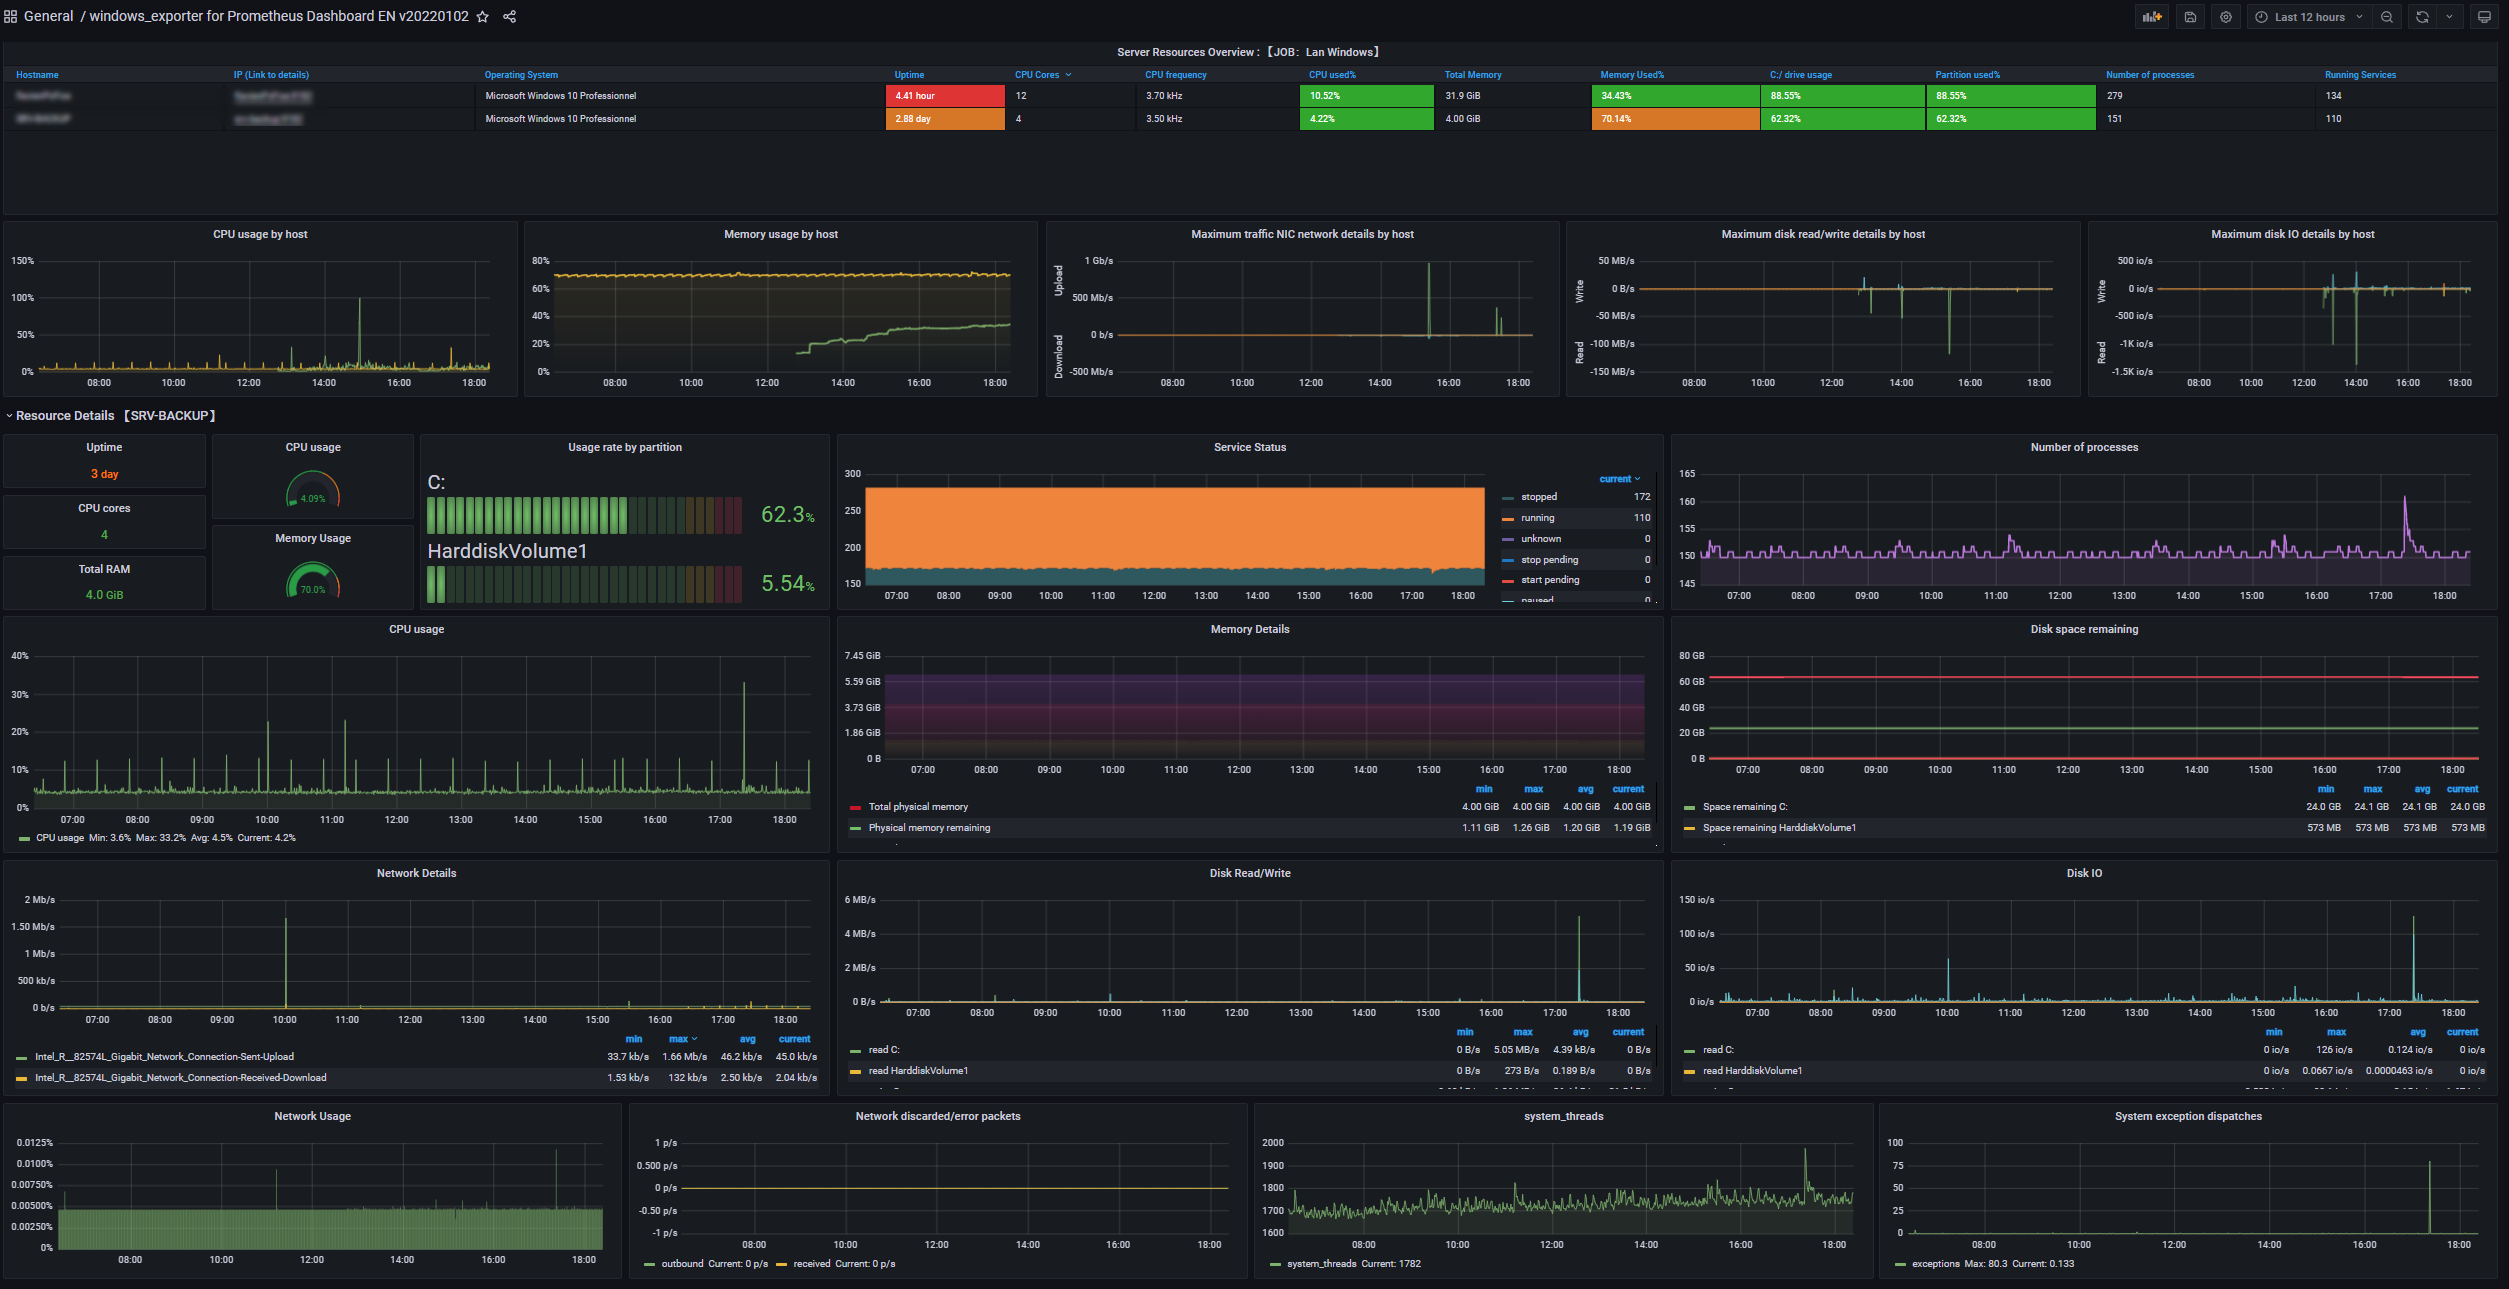 General / windows_exporter for Prometheus Dashboard EN v20220102
Last 12 hours
Server Resources Overview :【JOB: Lan Windows】
Hostname IP (Link to details) Operating System Uptime CPU Cores CPU frequency CPU used% Total Memory Memory Used% C:/ drive usage Partition used% Number of processes Running Services
Microsoft Windows 10 Professionnel 4.41 hour 12 3.70 kHz 10.52% 31.9 GiB 34.43% 88.55% 88.55% 279 134
SRV-BACKUP Microsoft Windows 10 Professionnel 2.88 day 4 3.50 kHz 4.22% 4.00 GiB 70.14% 62.32% 62.32% 151 110
CPU usage by host
150%
100%
50%
0%
08:00 10:00 12:00 14:00 16:00 18:00
Memory usage by host
80%
60%
40%
20%
0%
08:00 10:00 12:00 14:00 16:00 18:00
Maximum traffic NIC network details by host
Upload
Download
1 Gb/s
500 Mb/s
0 b/s
-500 Mb/s
08:00 10:00 12:00 14:00 16:00 18:00
Maximum disk read/write details by host
Write
Read
50 MB/s
0 B/s
-50 MB/s
-100 MB/s
-150 MB/s
08:00 10:00 12:00 14:00 16:00 18:00
Maximum disk IO details by host
Write
Read
500 io/s
0 io/s
-500 io/s
-1K io/s
-1.5K io/s
08:00 10:00 12:00 14:00 16:00 18:00
Resource Details 【SRV-BACKUP】
Uptime
3 day
CPU cores
4
Total RAM
4.0 GiB
CPU usage
4.09%
Memory Usage
70.0%
Usage rate by partition
C:
62.3%
HarddiskVolume1
5.54%
Service Status
300
250
200
150
07:00 08:00 09:00 10:00 11:00 12:00 13:00 14:00 15:00 16:00 17:00 18:00
current
stopped 172
running 110
unknown 0
stop pending 0
start pending 0
paused 0
Number of processes
165
160
155
150
145
07:00 08:00 09:00 10:00 11:00 12:00 13:00 14:00 15:00 16:00 17:00 18:00
CPU usage
40%
30%
20%
10%
0%
07:00 08:00 09:00 10:00 11:00 12:00 13:00 14:00 15:00 16:00 17:00 18:00
CPU usage Min: 3.6% Max: 33.2% Avg: 4.5% Current: 4.2%
Memory Details
7.45 GiB
5.59 GiB
3.73 GiB
1.86 GiB
0 B
07:00 08:00 09:00 10:00 11:00 12:00 13:00 14:00 15:00 16:00 17:00 18:00
min max avg current
Total physical memory 4.00 GiB 4.00 GiB 4.00 GiB 4.00 GiB
Physical memory remaining 1.11 GiB 1.26 GiB 1.20 GiB 1.19 GiB
Disk space remaining
80 GB
60 GB
40 GB
20 GB
0 B
07:00 08:00 09:00 10:00 11:00 12:00 13:00 14:00 15:00 16:00 17:00 18:00
min max avg current
Space remaining C: 24.0 GB 24.1 GB 24.1 GB 24.0 GB
Space remaining HarddiskVolume1 573 MB 573 MB 573 MB 573 MB
Network Details
2 Mb/s
1.50 Mb/s
1 Mb/s
500 kb/s
0 b/s
07:00 08:00 09:00 10:00 11:00 12:00 13:00 14:00 15:00 16:00 17:00 18:00
min max avg current
Intel_R__82574L_Gigabit_Network_Connection-Sent-Upload 33.7 kb/s 1.66 Mb/s 46.2 kb/s 45.0 kb/s
Intel_R__82574L_Gigabit_Network_Connection-Received-Download 1.53 kb/s 132 kb/s 2.50 kb/s 2.04 kb/s
Disk Read/Write
6 MB/s
4 MB/s
2 MB/s
0 B/s
07:00 08:00 09:00 10:00 11:00 12:00 13:00 14:00 15:00 16:00 17:00 18:00
min max avg current
read C: 0 B/s 5.05 MB/s 4.39 kB/s 0 B/s
read HarddiskVolume1 0 B/s 273 B/s 0.189 B/s 0 B/s
Disk IO
150 io/s
100 io/s
50 io/s
0 io/s
07:00 08:00 09:00 10:00 11:00 12:00 13:00 14:00 15:00 16:00 17:00 18:00
min max avg current
read C: 0 io/s 126 io/s 0.124 io/s 0 io/s
read HarddiskVolume1 0 io/s 0.0667 io/s 0.0000463 io/s 0 io/s
Network Usage
0.0125%
0.0100%
0.00750%
0.00500%
0.00250%
0%
08:00 10:00 12:00 14:00 16:00 18:00
Network discarded/error packets
1 p/s
0.500 p/s
0 p/s
-0.50 p/s
-1 p/s
08:00 10:00 12:00 14:00 16:00 18:00
outbound Current: 0 p/s received Current: 0 p/s
system_threads
2000
1900
1800
1700
1600
08:00 10:00 12:00 14:00 16:00 18:00
system_threads Current: 1782
System exception dispatches
100
75
50
25
0
08:00 10:00 12:00 14:00 16:00 18:00
exceptions Max: 80.3 Current: 0.133